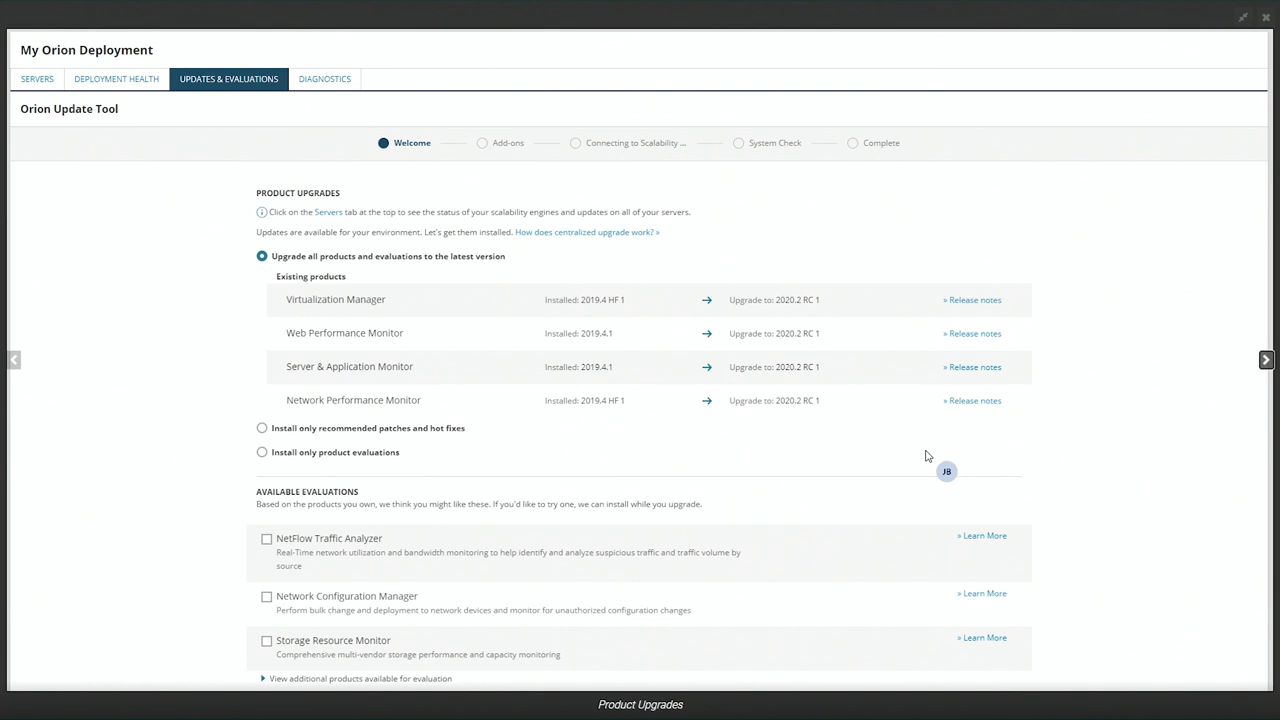 My Orion Deployment
SERVERS DEPLOYMENT HEALTH UPDATES & EVALUATIONS DIAGNOSTICS
Orion Update Tool
Welcome Add-ons Connecting to Scalability ... System Check Complete
PRODUCT UPGRADES
Click on the Servers tab at the top to see the status of your scalability engines and updates on all of your servers.
Updates are available for your environment. Let's get them installed. How does centralized upgrade work? »
Upgrade all products and evaluations to the latest version
Existing products
Virtualization Manager Installed: 2019.4 HF 1 → Upgrade to: 2020.2 RC 1 » Release notes
Web Performance Monitor Installed: 2019.4.1 → Upgrade to: 2020.2 RC 1 » Release notes
Server & Application Monitor Installed: 2019.4.1 → Upgrade to: 2020.2 RC 1 » Release notes
Network Performance Monitor Installed: 2019.4 HF 1 → Upgrade to: 2020.2 RC 1 » Release notes
Install only recommended patches and hot fixes
Install only product evaluations
JB
AVAILABLE EVALUATIONS
Based on the products you own, we think you might like these. If you'd like to try one, we can install while you upgrade.
NetFlow Traffic Analyzer » Learn More
Real-Time network utilization and bandwidth monitoring to help identify and analyze suspicious traffic and traffic volume by
source
Network Configuration Manager » Learn More
Perform bulk change and deployment to network devices and monitor for unauthorized configuration changes
Storage Resource Monitor » Learn More
Comprehensive multi-vendor storage performance and capacity monitoring
View additional products available for evaluation
Product Upgrades